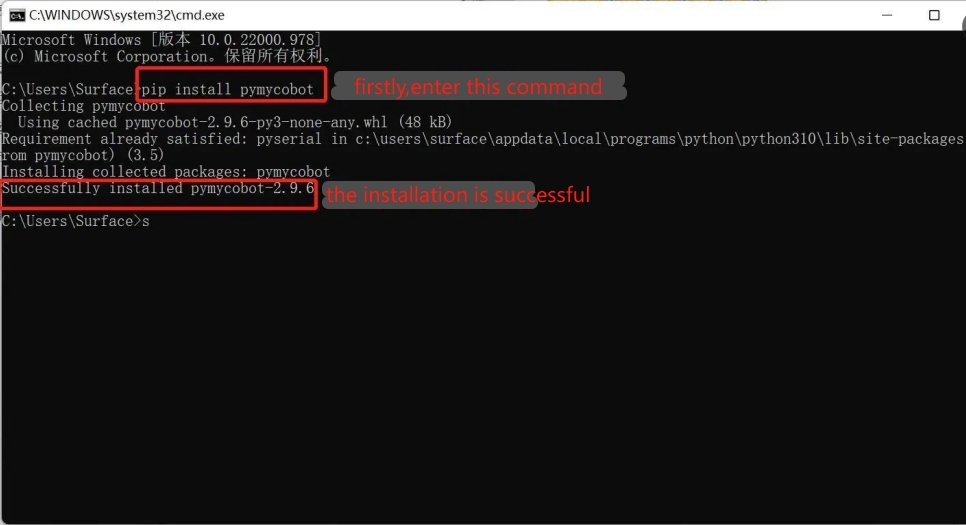 C:\WINDOWS\system32\cmd.exe
Microsoft Windows [版本 10.0.22000.978]
(c) Microsoft Corporation。保留所有权利。
C:\Users\Surface>pip install pymycobot firstly,enter this command
Collecting pymycobot
Using cached pymycobot-2.9.6-py3-none-any.whl (48 kB)
Requirement already satisfied: pyserial in c:\users\surface\appdata\local\programs\python\python310\lib\site-packages
rom pymycobot) (3.5)
Installing collected packages: pymycobot
Successfully installed pymycobot-2.9.6 the installation is successful
C:\Users\Surface>s